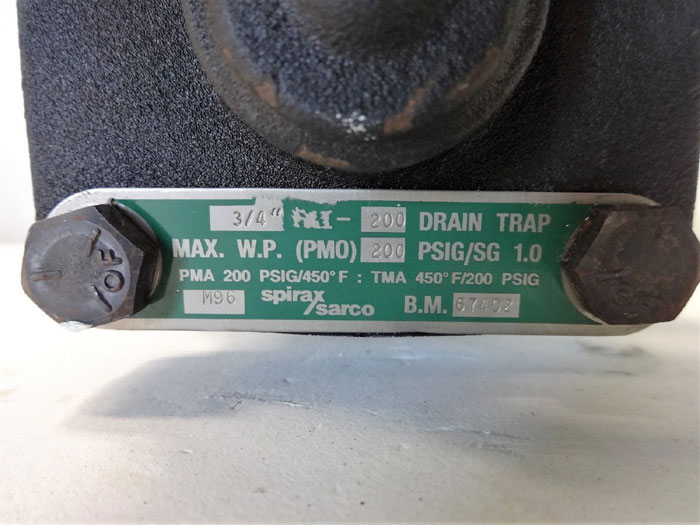 3/4" - 200 DRAIN TRAP
MAX. W.P. (PMO) 200 PSIG/SG 1.0
PMA 200 PSIG/450°F : TMA 450°F/200 PSIG
M96 spirax/sarco B.M. 67402